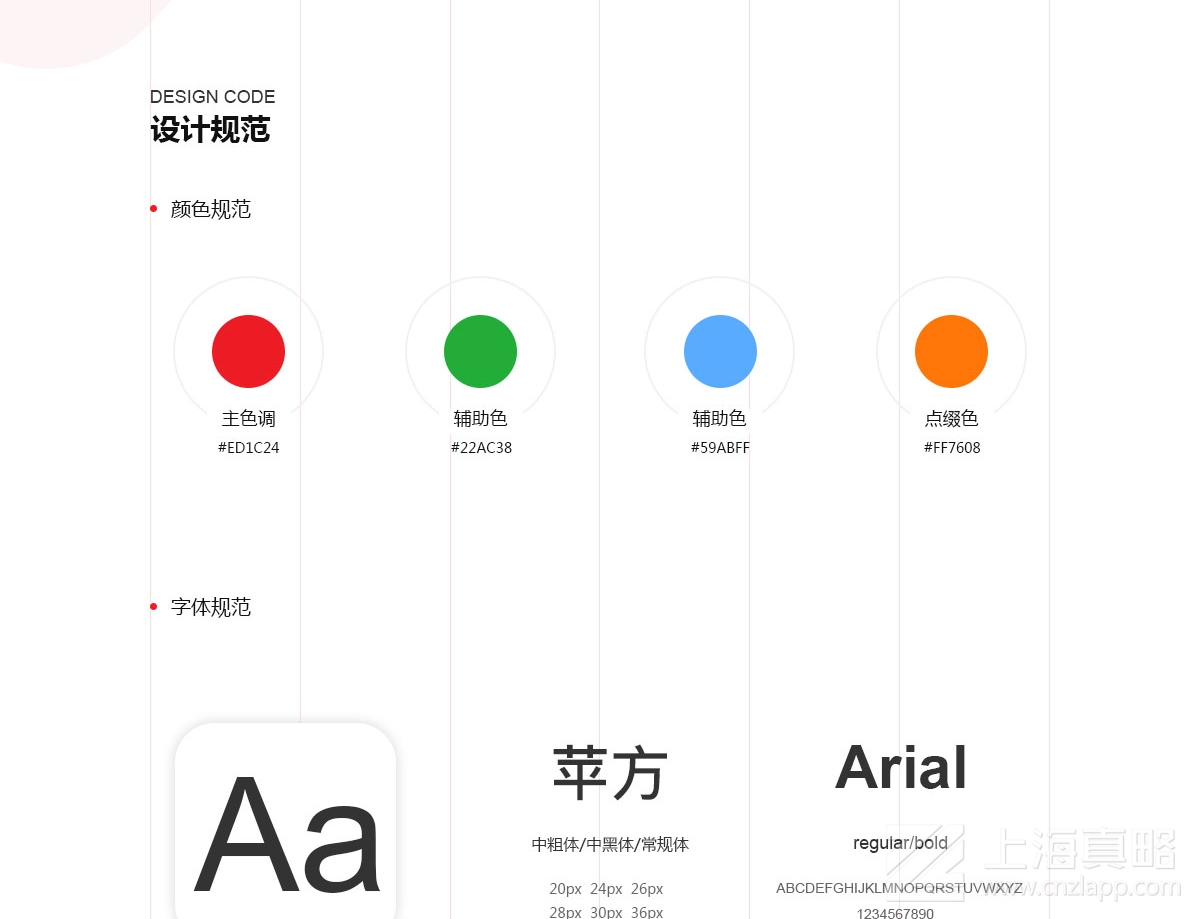 DESIGN CODE
设计规范
颜色规范
主色调 辅助色 辅助色 点缀色
#ED1C24 #22AC38 #59ABFF #FF7608
字体规范
Aa
苹方
中粗体/中黑体/常规体
20px 24px 26px
28px 30px 36px
Arial
regular/bold
ABCDEFGHIJKLMNOPQRSTUVWXYZ
1234567890
上海真略
www.cnzlapp.com